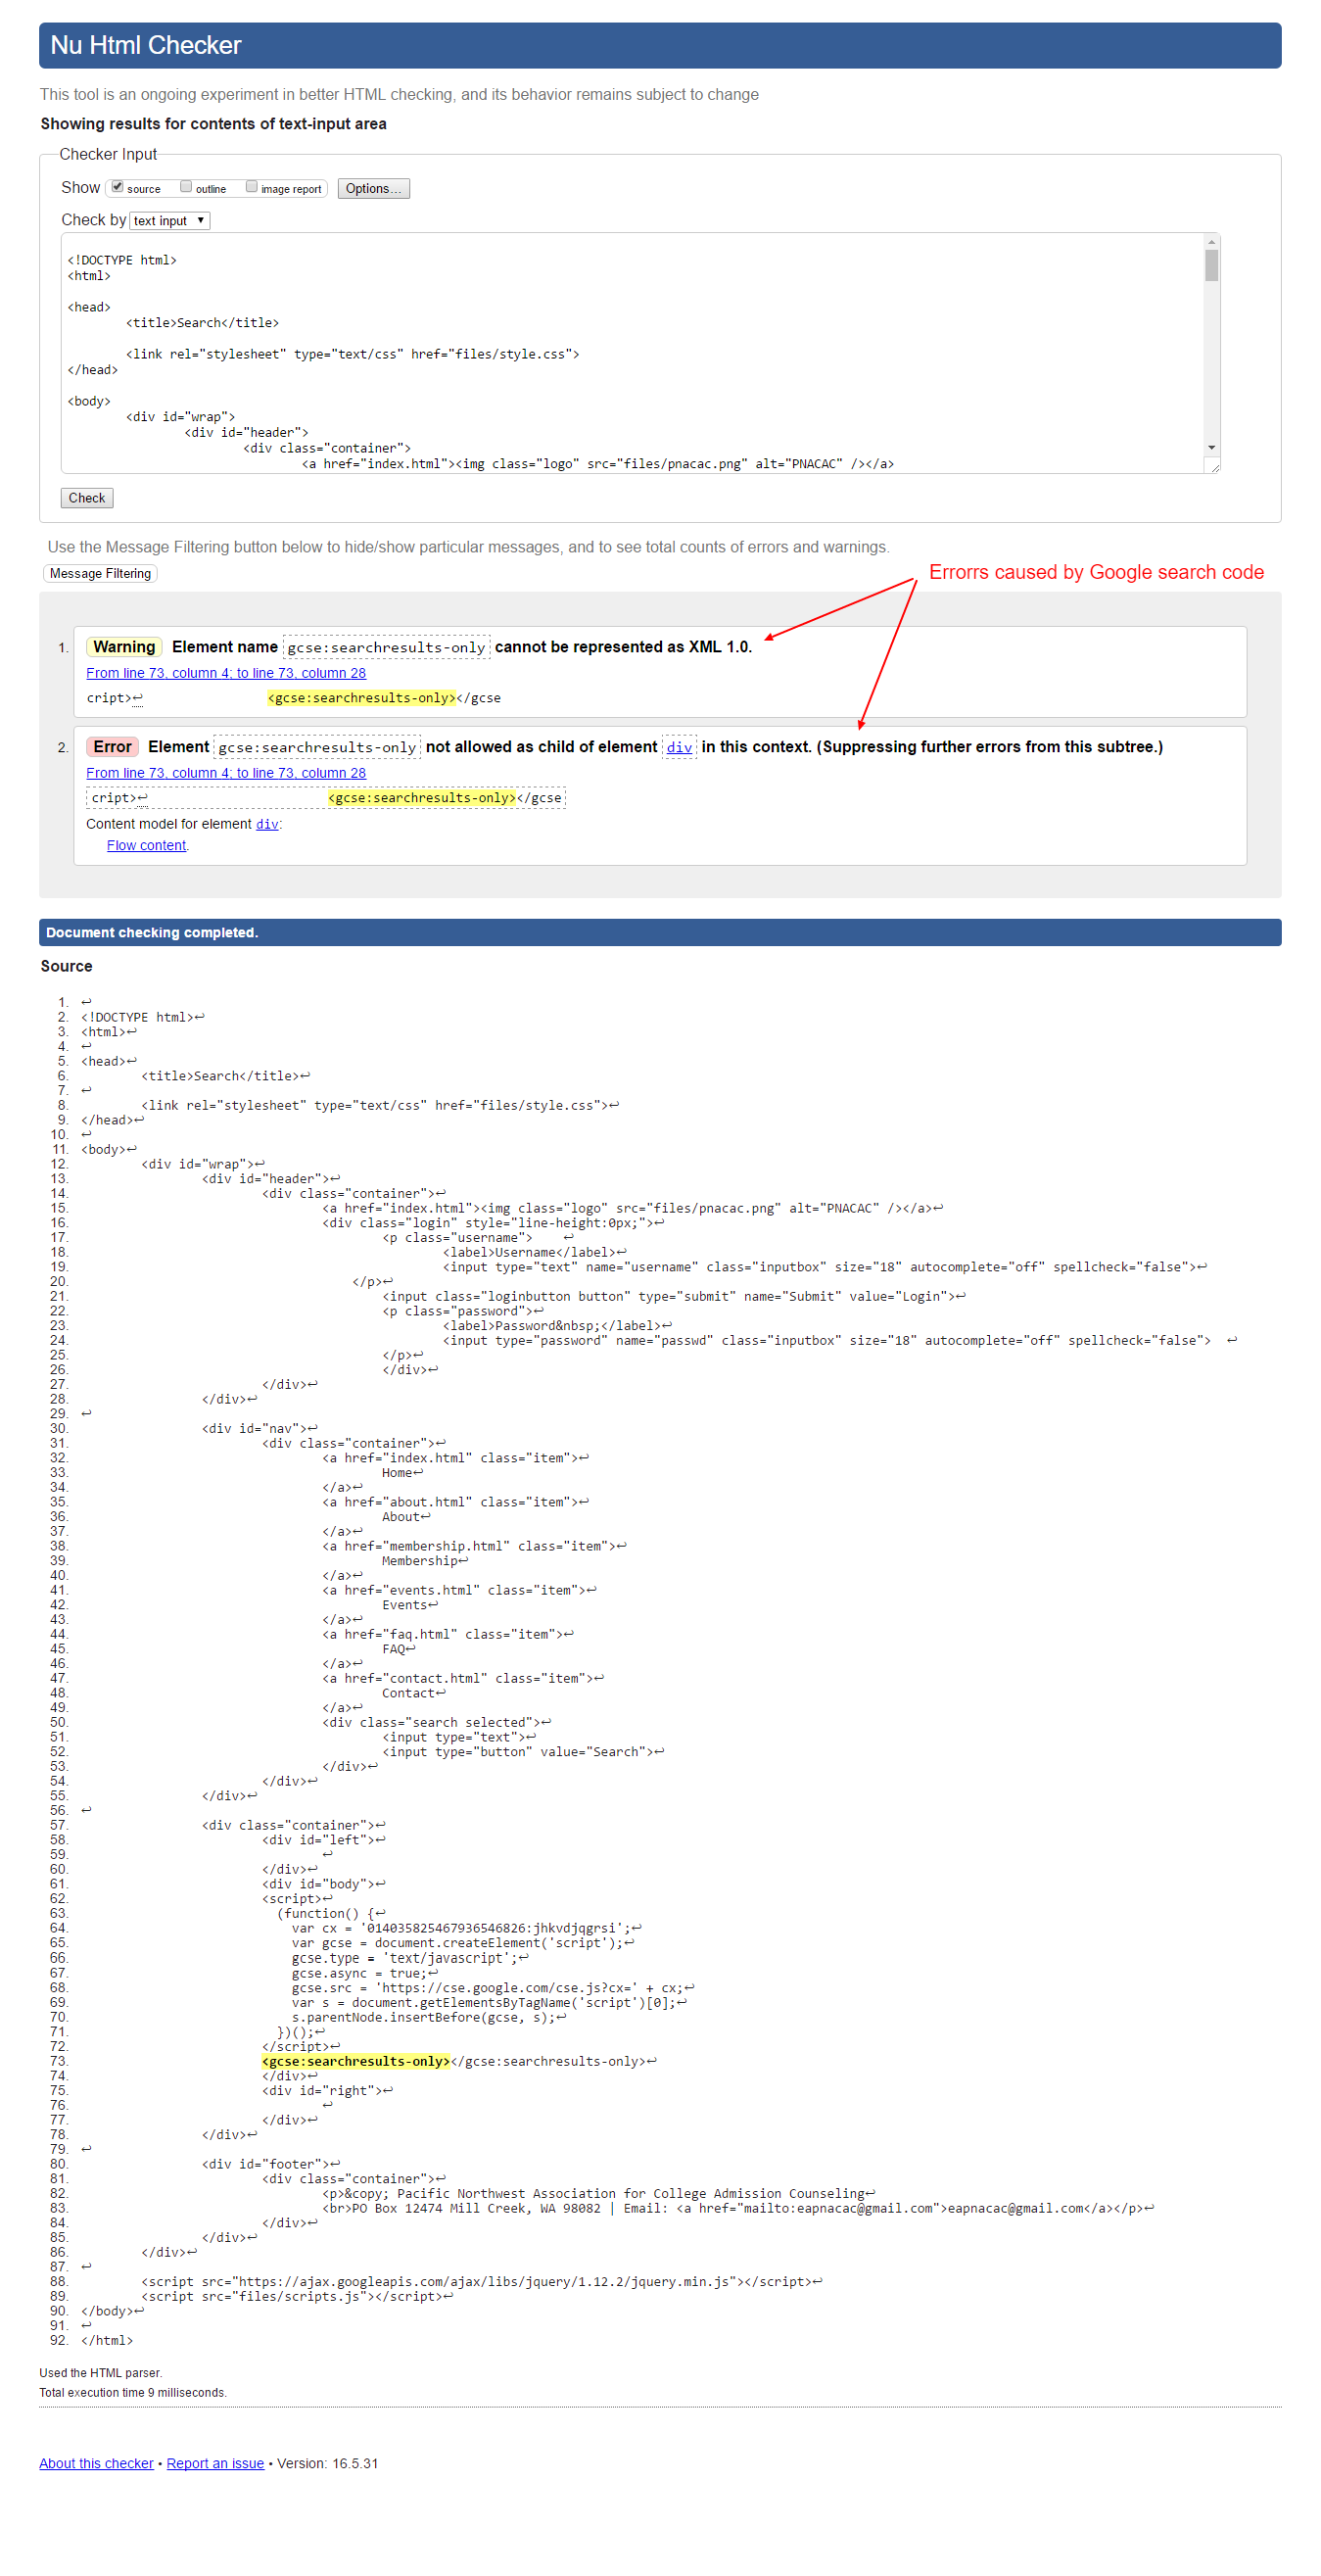 Nu Html Checker
This tool is an ongoing experiment in better HTML checking, and its behavior remains subject to change
Showing results for contents of text-input area
Checker Input
Show source outline image report Options...
Check by text input
<!DOCTYPE html>
<html>
<head>
<title>Search</title>
<link rel="stylesheet" type="text/css" href="files/style.css">
</head>
<body>
<div id="wrap">
<div id="header">
<div class="container">
<a href="index.html"><img class="logo" src="files/pnacac.png" alt="PNACAC" /></a>
Check
Use the Message Filtering button below to hide/show particular messages, and to see total counts of errors and warnings.
Message Filtering
Errorrs caused by Google search code
1. Warning Element name gcse:searchresults-only cannot be represented as XML 1.0.
From line 73, column 4; to line 73, column 28
cript>↩ <gcse:searchresults-only></gcse
2. Error Element gcse:searchresults-only not allowed as child of element div in this context. (Suppressing further errors from this subtree.)
From line 73, column 4; to line 73, column 28
cript>↩ <gcse:searchresults-only></gcse
Content model for element div:
Flow content.
Document checking completed.
Source
1. ↩
2. <!DOCTYPE html>↩
3. <html>↩
4. ↩
5. <head>↩
6. <title>Search</title>↩
7. ↩
8. <link rel="stylesheet" type="text/css" href="files/style.css">↩
9. </head>↩
10. ↩
11. <body>↩
12. <div id="wrap">↩
13. <div id="header">↩
14. <div class="container">↩
15. <a href="index.html"><img class="logo" src="files/pnacac.png" alt="PNACAC" /></a>↩
16. <div class="login" style="line-height:0px;">↩
17. <p class="username"> ↩
18. <label>Username</label>↩
19. <input type="text" name="username" class="inputbox" size="18" autocomplete="off" spellcheck="false">↩
20. </p>↩
21. <input class="loginbutton button" type="submit" name="Submit" value="Login">↩
22. <p class="password">↩
23. <label>Password&nbsp;</label>↩
24. <input type="password" name="passwd" class="inputbox" size="18" autocomplete="off" spellcheck="false"> ↩
25. </p>↩
26. </div>↩
27. </div>↩
28. </div>↩
29. ↩
30. <div id="nav">↩
31. <div class="container">↩
32. <a href="index.html" class="item">↩
33. Home↩
34. </a>↩
35. <a href="about.html" class="item">↩
36. About↩
37. </a>↩
38. <a href="membership.html" class="item">↩
39. Membership↩
40. </a>↩
41. <a href="events.html" class="item">↩
42. Events↩
43. </a>↩
44. <a href="faq.html" class="item">↩
45. FAQ↩
46. </a>↩
47. <a href="contact.html" class="item">↩
48. Contact↩
49. </a>↩
50. <div class="search selected">↩
51. <input type="text">↩
52. <input type="button" value="Search">↩
53. </div>↩
54. </div>↩
55. </div>↩
56. ↩
57. <div class="container">↩
58. <div id="left">↩
59. ↩
60. </div>↩
61. <div id="body">↩
62. <script>↩
63. (function() {↩
64. var cx = '014035825467936546826:jhkvdjqgrsi';↩
65. var gcse = document.createElement('script');↩
66. gcse.type = 'text/javascript';↩
67. gcse.async = true;↩
68. gcse.src = 'https://cse.google.com/cse.js?cx=' + cx;↩
69. var s = document.getElementsByTagName('script')[0];↩
70. s.parentNode.insertBefore(gcse, s);↩
71. })();↩
72. </script>↩
73. <gcse:searchresults-only></gcse:searchresults-only>↩
74. </div>↩
75. <div id="right">↩
76. ↩
77. </div>↩
78. </div>↩
79. ↩
80. <div id="footer">↩
81. <div class="container">↩
82. <p>&copy; Pacific Northwest Association for College Admission Counseling↩
83. <br>PO Box 12474 Mill Creek, WA 98082 | Email: <a href="mailto:eapnacac@gmail.com">eapnacac@gmail.com</a></p>↩
84. </div>↩
85. </div>↩
86. </div>↩
87. ↩
88. <script src="https://ajax.googleapis.com/ajax/libs/jquery/1.12.2/jquery.min.js"></script>↩
89. <script src="files/scripts.js"></script>↩
90. </body>↩
91. ↩
92. </html>
Used the HTML parser.
Total execution time 9 milliseconds.
About this checker • Report an issue • Version: 16.5.31